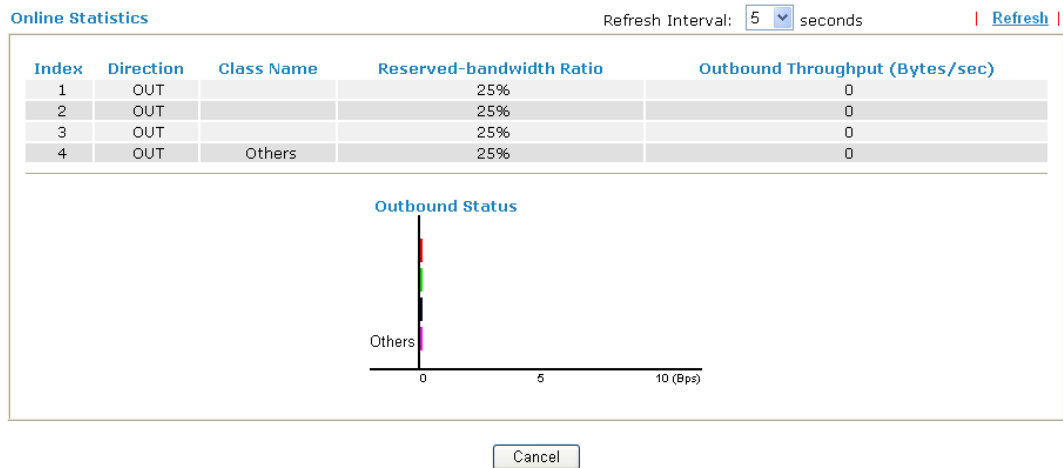 Online Statistics Refresh Interval: 5 seconds | Refresh |
Index Direction Class Name Reserved-bandwidth Ratio Outbound Throughput (Bytes/sec)
1 OUT 25% 0
2 OUT 25% 0
3 OUT 25% 0
4 OUT Others 25% 0
Outbound Status
Others
0 5 10 (Bps)
Cancel